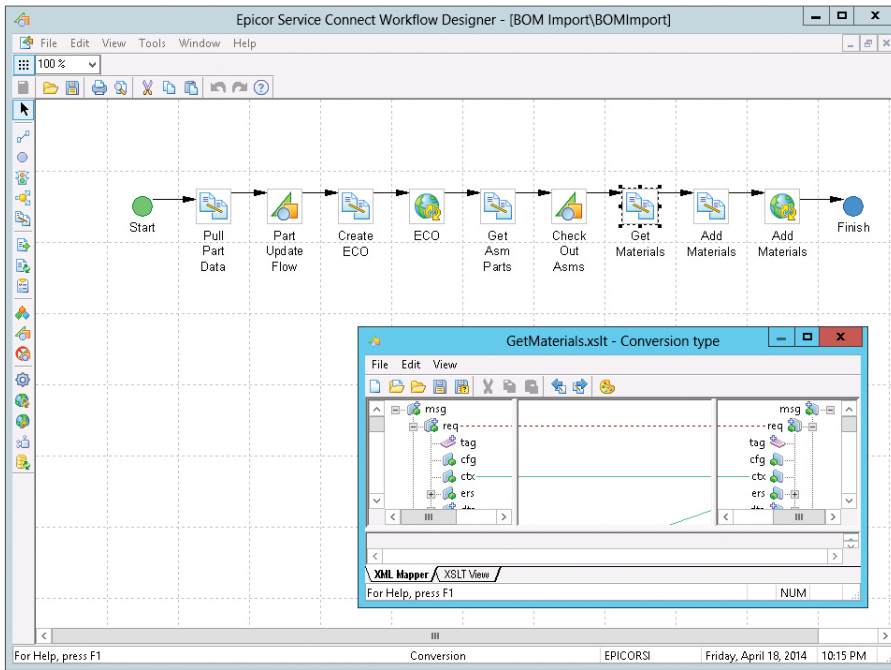 Epicor Service Connect Workflow Designer - [BOM Import\BOMImport]
File Edit View Tools Window Help
100 %
Start
Pull
Part
Data
Part
Update
Flow
Create
ECO
ECO
Get
Asm
Parts
Check
Out
Asms
Get
Materials
Add
Materials
Add
Materials
Finish
GetMaterials.xslt - Conversion type
File Edit View
msg
req
tag
cfg
ctx
ers
msg
req
tag
cfg
ctx
ers
XML Mapper XSLT View
For Help, press F1 NUM
For Help, press F1 Conversion EPICORSI Friday, April 18, 2014 10:15 PM